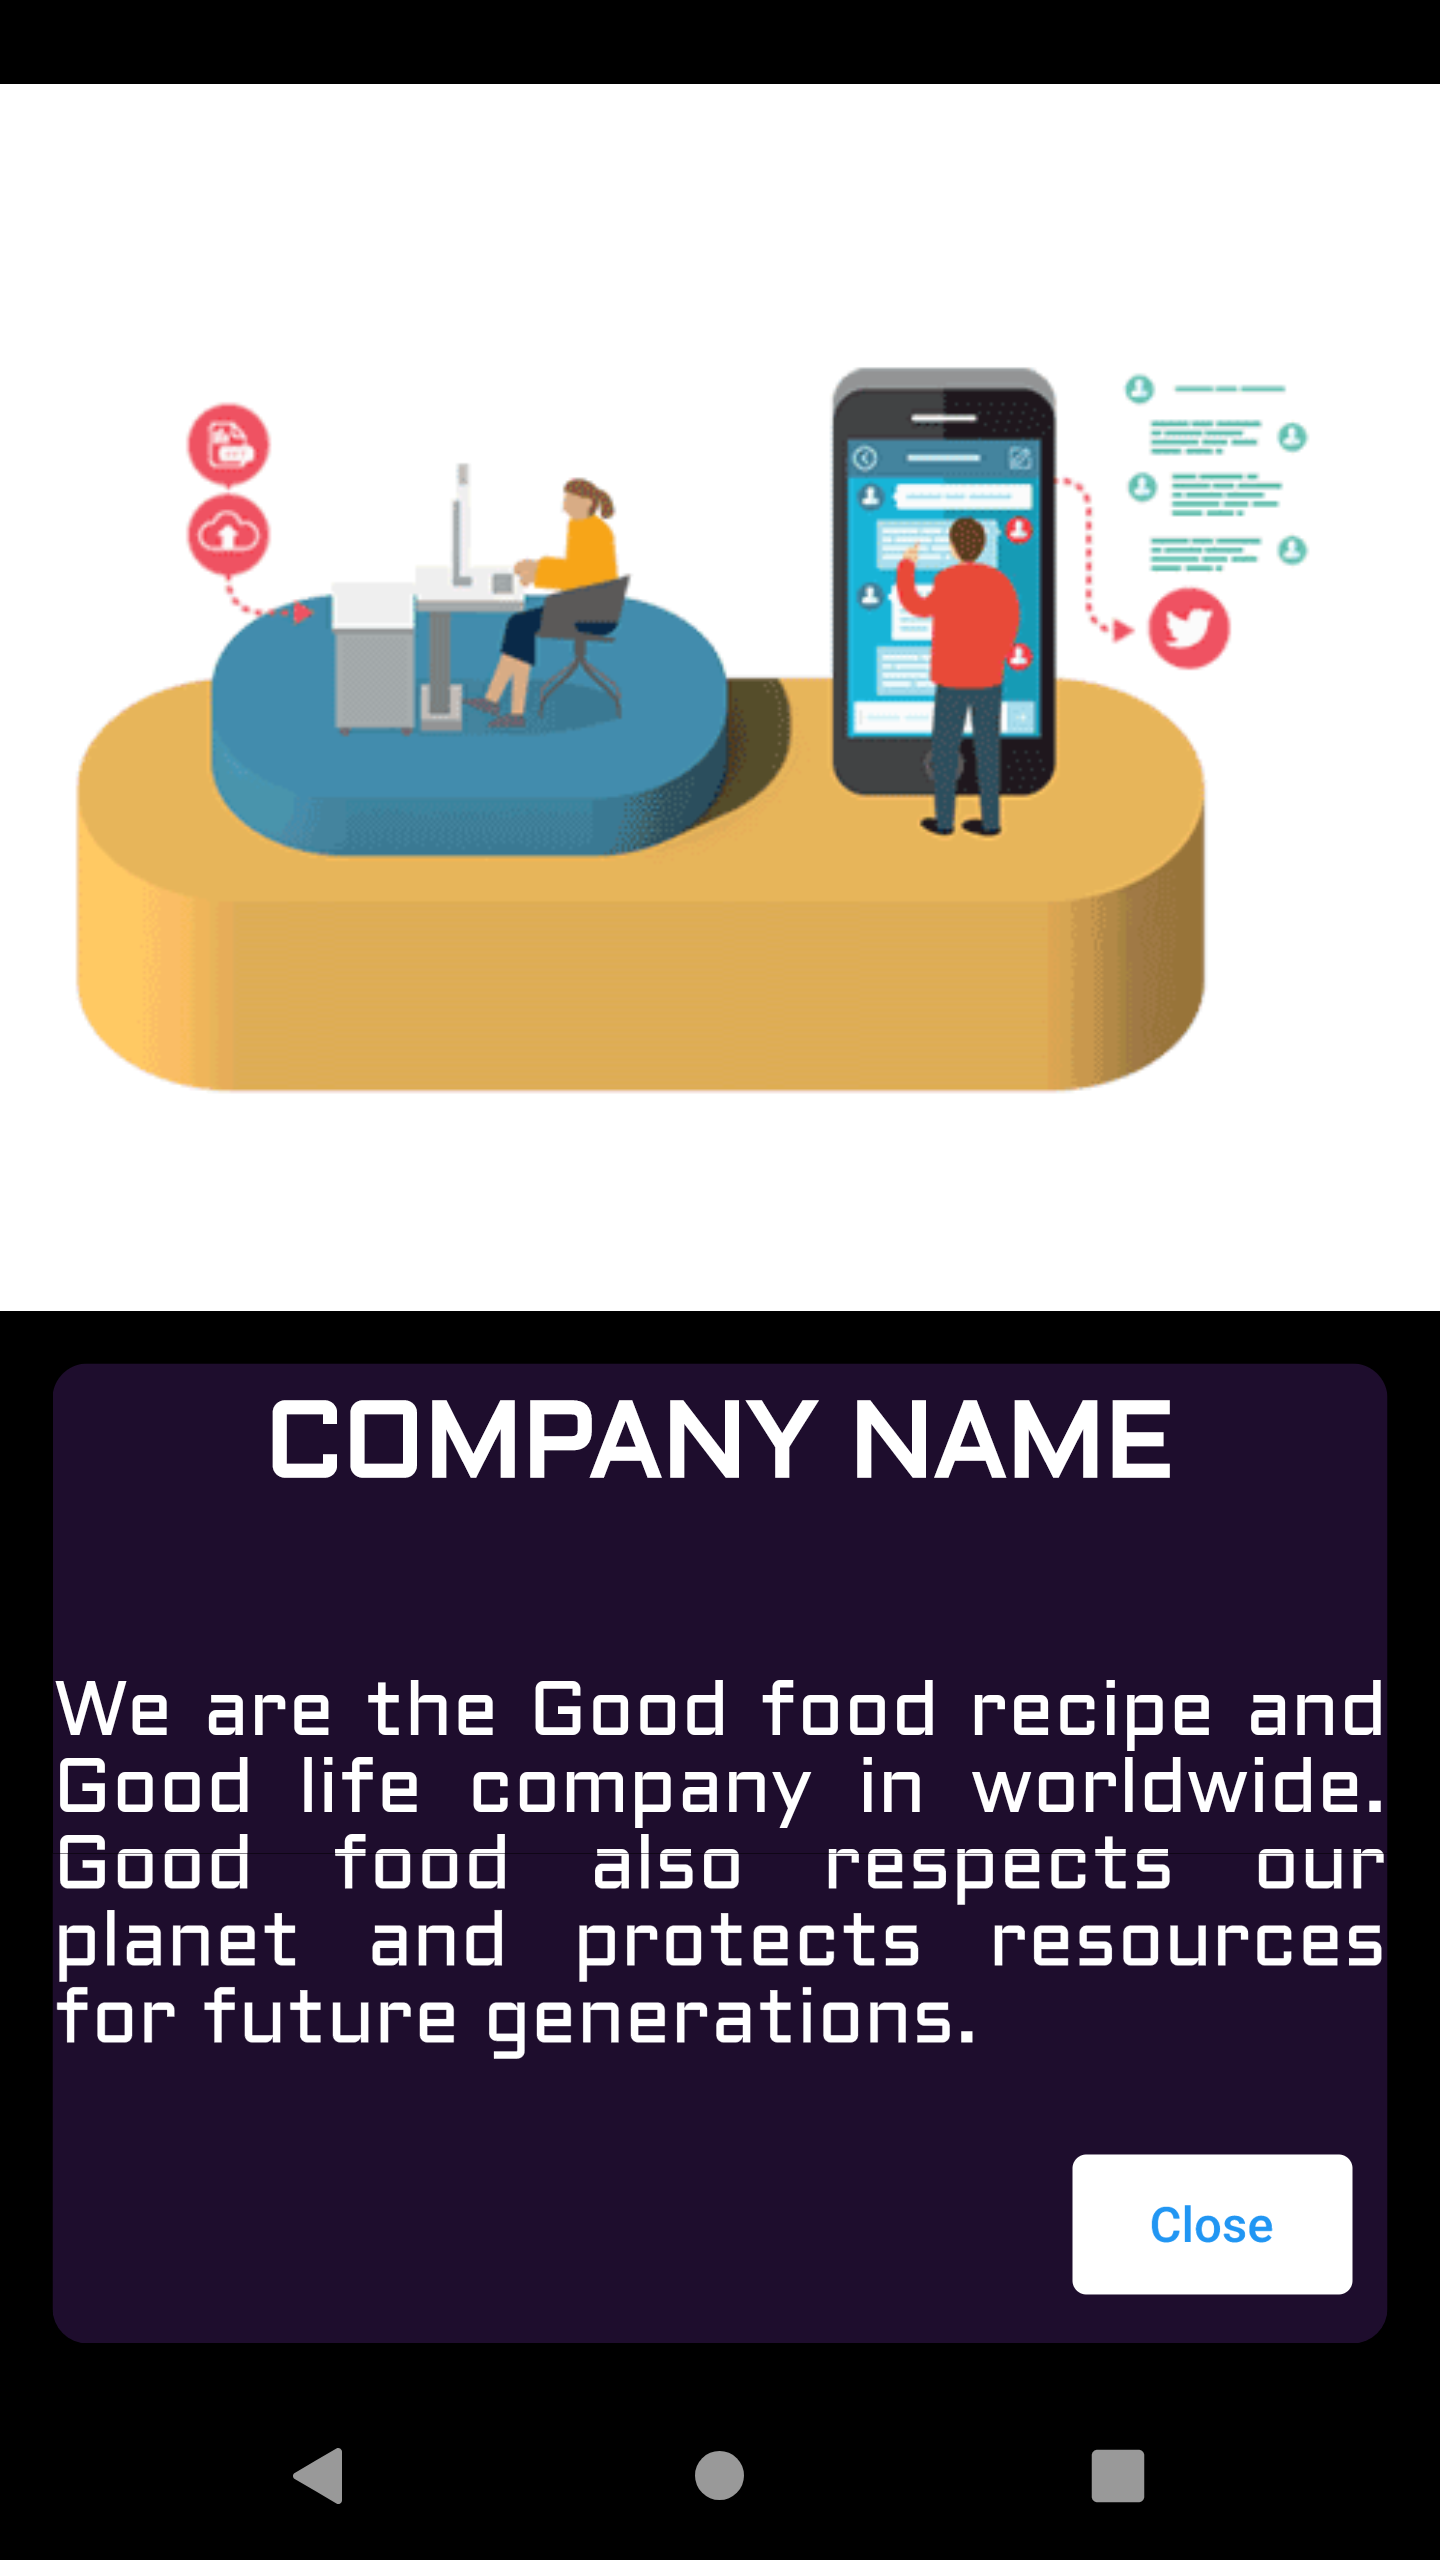 COMPANY NAME
We are the Good food recipe and
Good life company in worldwide.
Good food also respects our
planet and protects resources
for future generations.
Close